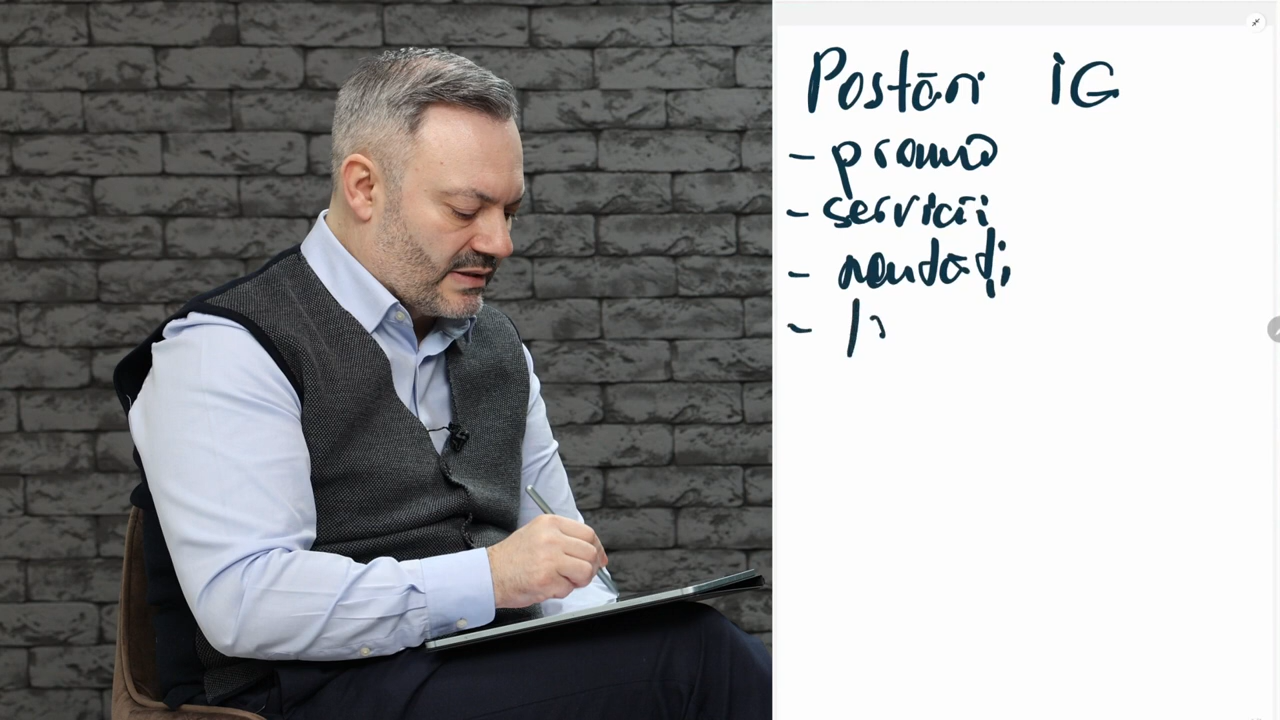 Postări IG
- promo
- servicii
- noutăți
-